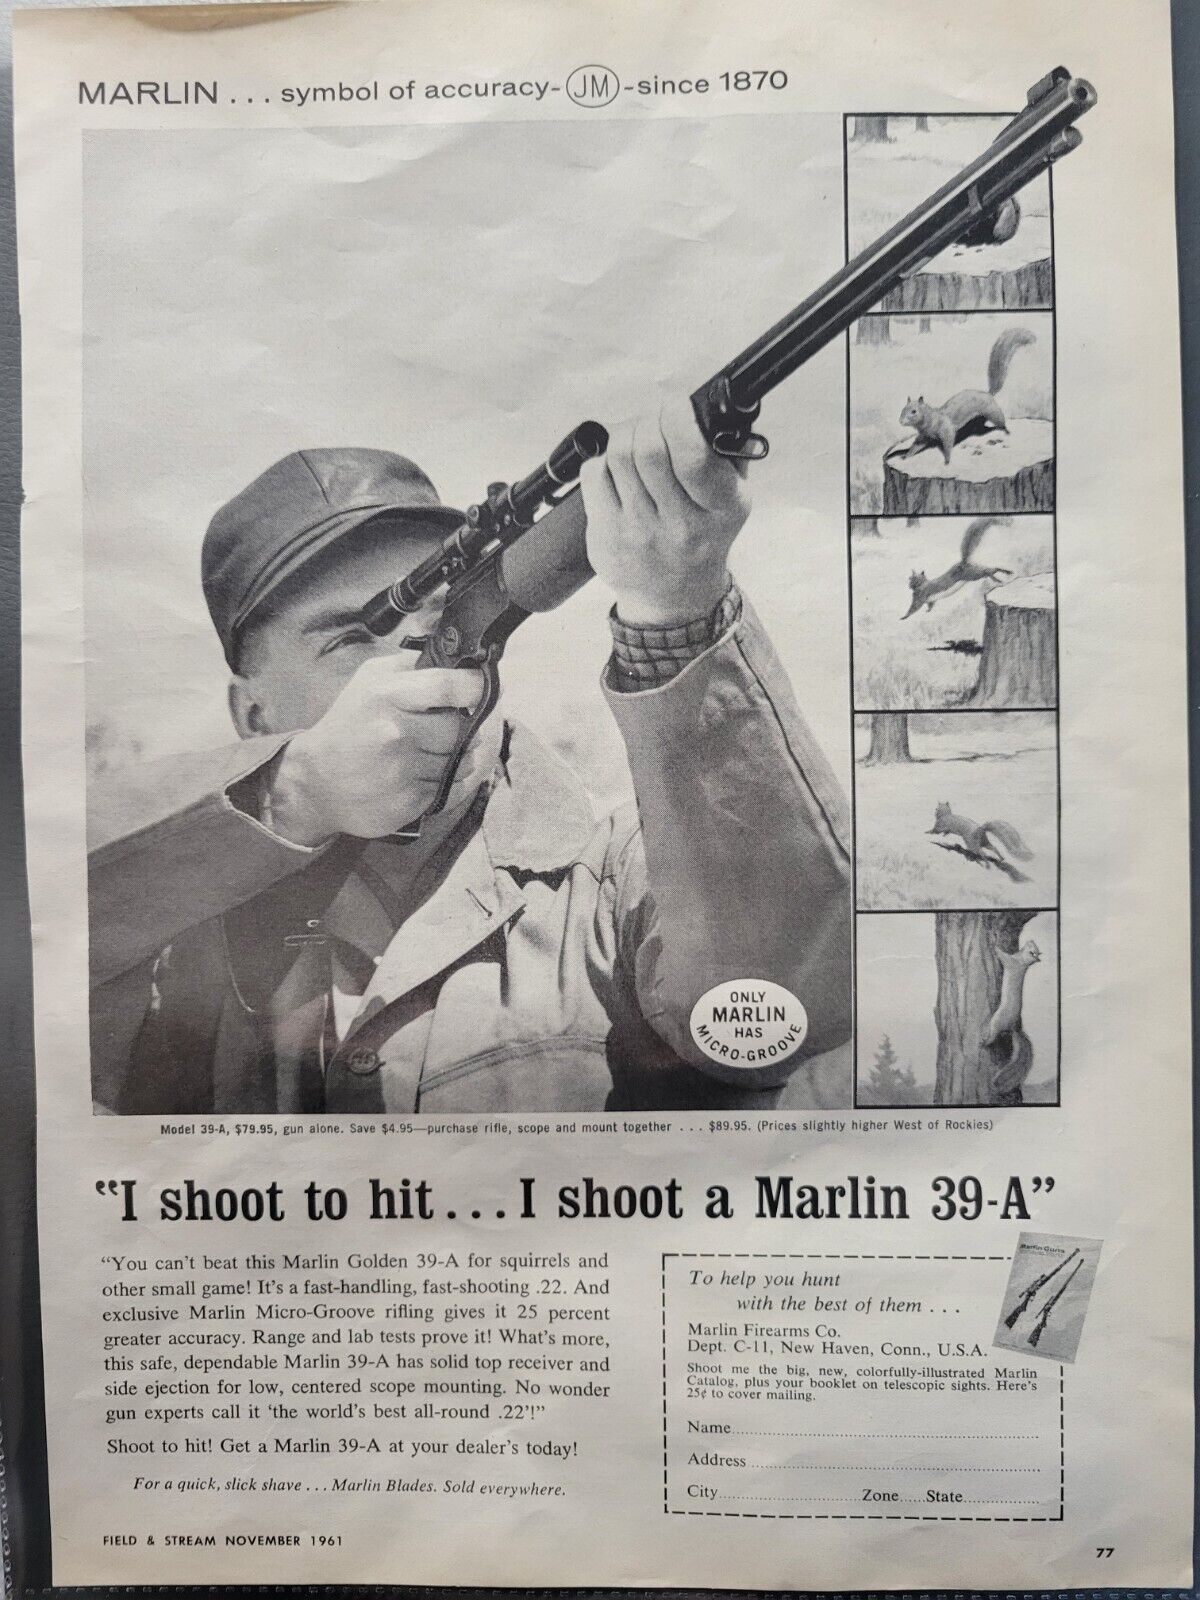 MARLIN . . . symbol of accuracy-JM-since 1870
ONLY
MARLIN
HAS
MICRO-GROOVE
Model 39-A, $79.95, gun alone. Save $4.95—purchase rifle, scope and mount together . . . $89.95. (Prices slightly higher West of Rockies)
“I shoot to hit...I shoot a Marlin 39-A”
“You can’t beat this Marlin Golden 39-A for squirrels and
other small game! It’s a fast-handling, fast-shooting .22. And
exclusive Marlin Micro-Groove rifling gives it 25 percent
greater accuracy. Range and lab tests prove it! What’s more,
this safe, dependable Marlin 39-A has solid top receiver and
side ejection for low, centered scope mounting. No wonder
gun experts call it ‘the world’s best all-round .22’!”
Shoot to hit! Get a Marlin 39-A at your dealer’s today!
For a quick, slick shave . . . Marlin Blades. Sold everywhere.
Marlin Guns
To help you hunt
with the best of them . . .
Marlin Firearms Co.
Dept. C-11, New Haven, Conn., U.S.A.
Shoot me the big, new, colorfully-illustrated Marlin
Catalog, plus your booklet on telescopic sights. Here’s
25¢ to cover mailing.
Name
Address
City Zone State
FIELD & STREAM NOVEMBER 1961
77